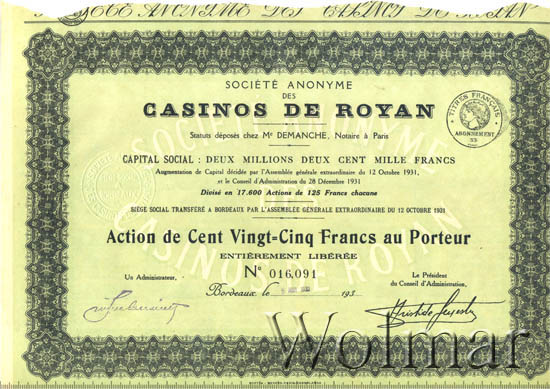 SOCIÉTÉ ANONYME
DES
CASINOS DE ROYAN
Statuts déposés chez Me DEMANCHE, Notaire à Paris
TITRES FRANÇAIS
ABONNEMENT
CAPITAL SOCIAL : DEUX MILLIONS DEUX CENT MILLE FRANCS
Augmentation de Capital décidée par l'Assemblée générale extraordinaire du 12 Octobre 1931,
et le Conseil d'Administration du 28 Décembre 1931
Divisé en 17.600 Actions de 125 Francs chacune
SIÈGE SOCIAL TRANSFÉRÉ A BORDEAUX PAR L'ASSEMBLÉE GÉNÉRALE EXTRAORDINAIRE DU 12 OCTOBRE 1931
Action de Cent Vingt-Cinq Francs au Porteur
ENTIÈREMENT LIBÉRÉE
No 016,091
Un Administrateur,
Le Président
du Conseil d'Administration,
Bordeaux, le 193
Wolmar